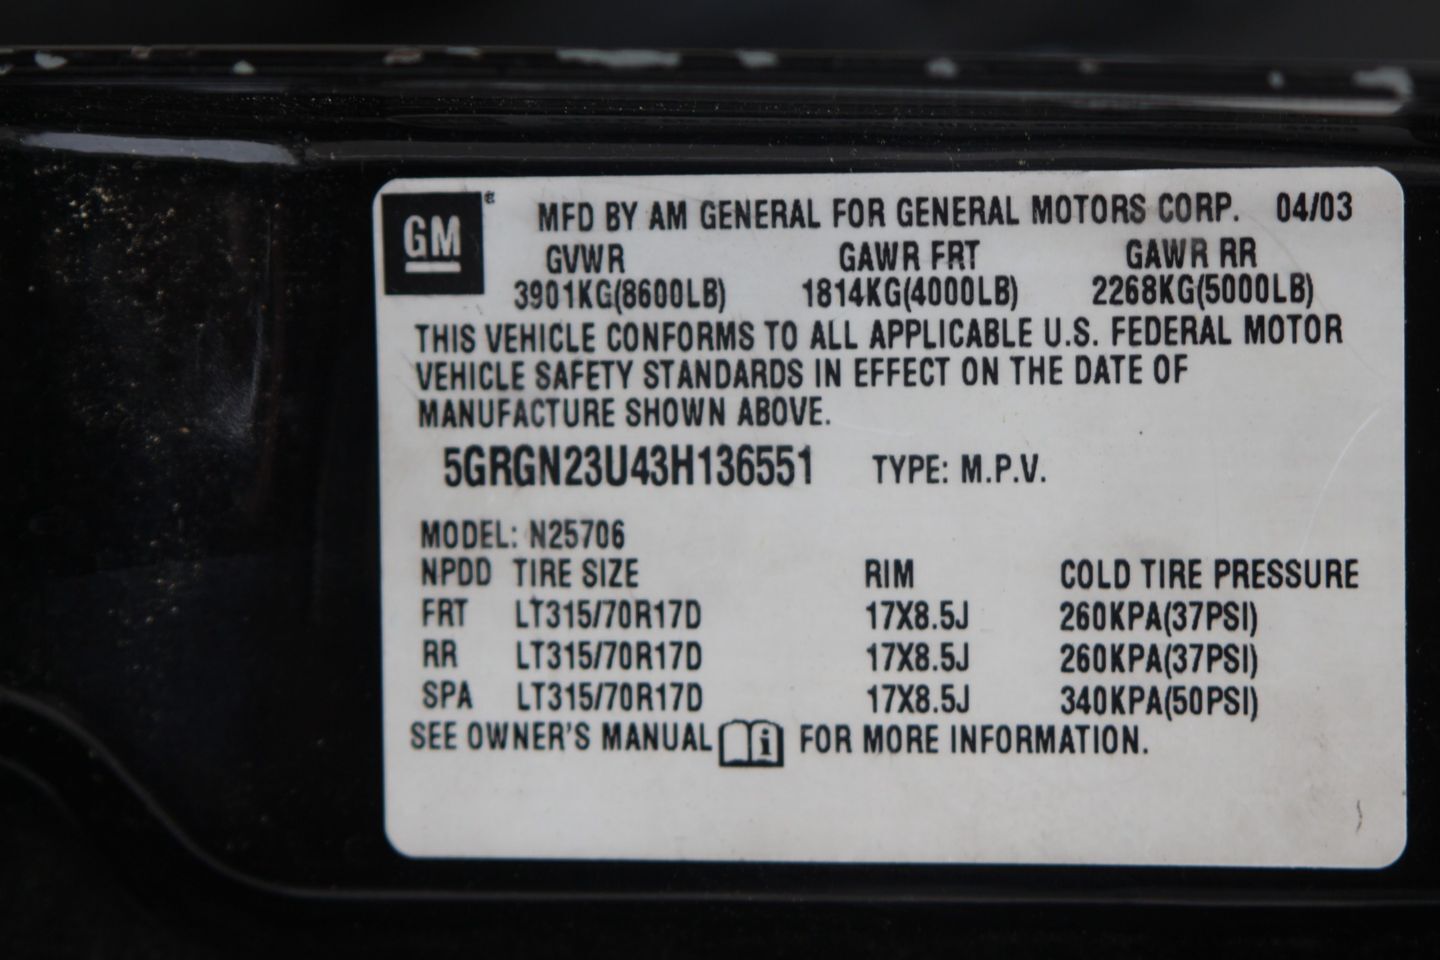 GM®
MFD BY AM GENERAL FOR GENERAL MOTORS CORP. 04/03
GVWR GAWR FRT GAWR RR
3901KG(8600LB) 1814KG(4000LB) 2268KG(5000LB)
THIS VEHICLE CONFORMS TO ALL APPLICABLE U.S. FEDERAL MOTOR
VEHICLE SAFETY STANDARDS IN EFFECT ON THE DATE OF
MANUFACTURE SHOWN ABOVE.
5GRGN23U43H136551 TYPE: M.P.V.
MODEL: N25706
NPDD TIRE SIZE RIM COLD TIRE PRESSURE
FRT LT315/70R17D 17X8.5J 260KPA(37PSI)
RR LT315/70R17D 17X8.5J 260KPA(37PSI)
SPA LT315/70R17D 17X8.5J 340KPA(50PSI)
SEE OWNER'S MANUAL i FOR MORE INFORMATION.